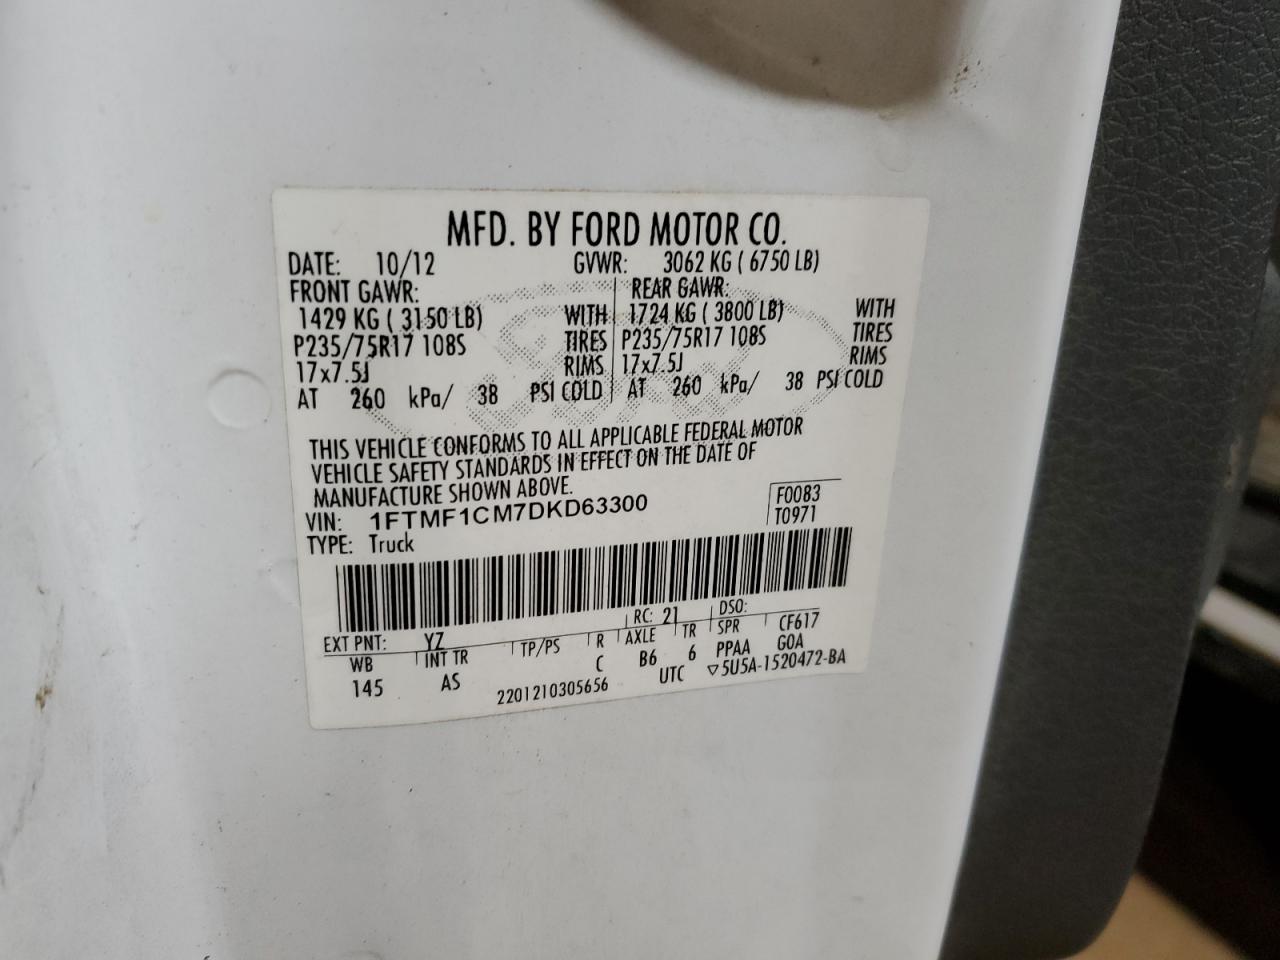 MFD. BY FORD MOTOR CO.
DATE: 10/12 GVWR: 3062 KG ( 6750 LB)
FRONT GAWR: REAR GAWR:
1429 KG ( 3150 LB) WITH 1724 KG ( 3800 LB) WITH
P235/75R17 108S TIRES P235/75R17 108S TIRES
17x7.5J RIMS 17x7.5J RIMS
AT 260 kPa/ 38 PSI COLD AT 260 kPa/ 38 PSI COLD
THIS VEHICLE CONFORMS TO ALL APPLICABLE FEDERAL MOTOR
VEHICLE SAFETY STANDARDS IN EFFECT ON THE DATE OF
MANUFACTURE SHOWN ABOVE.
VIN: 1FTMF1CM7DKD63300 F0083
TYPE: Truck T0971
EXT PNT: YZ RC: 21 DSO:
WB INT TR TP/PS R AXLE TR SPR CF617
145 AS C B6 6 PPAA GOA
2201210305656 UTC ▽5U5A-1520472-BA